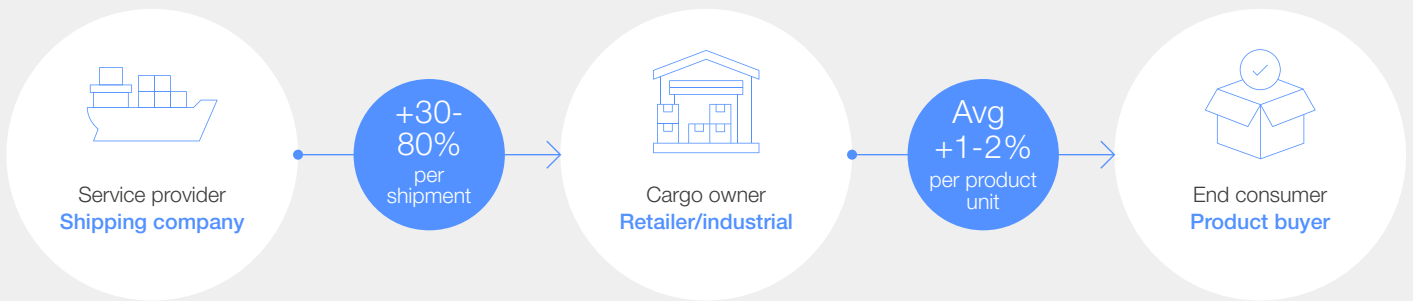 Service provider
Shipping company
+30-
80%
per
shipment
Cargo owner
Retailer/industrial
Avg
+1-2%
per product
unit
End consumer
Product buyer